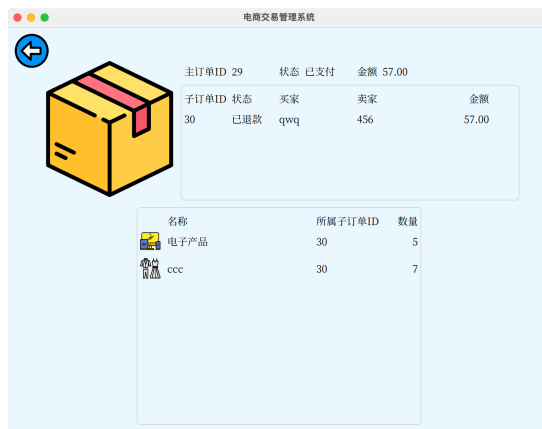 电商交易管理系统
主订单ID 29 状态 已支付 金额 57.00
子订单ID 状态 买家 卖家 金额
30 已退款 qwq 456 57.00
名称 所属子订单ID 数量
电子产品 30 5
ccc 30 7